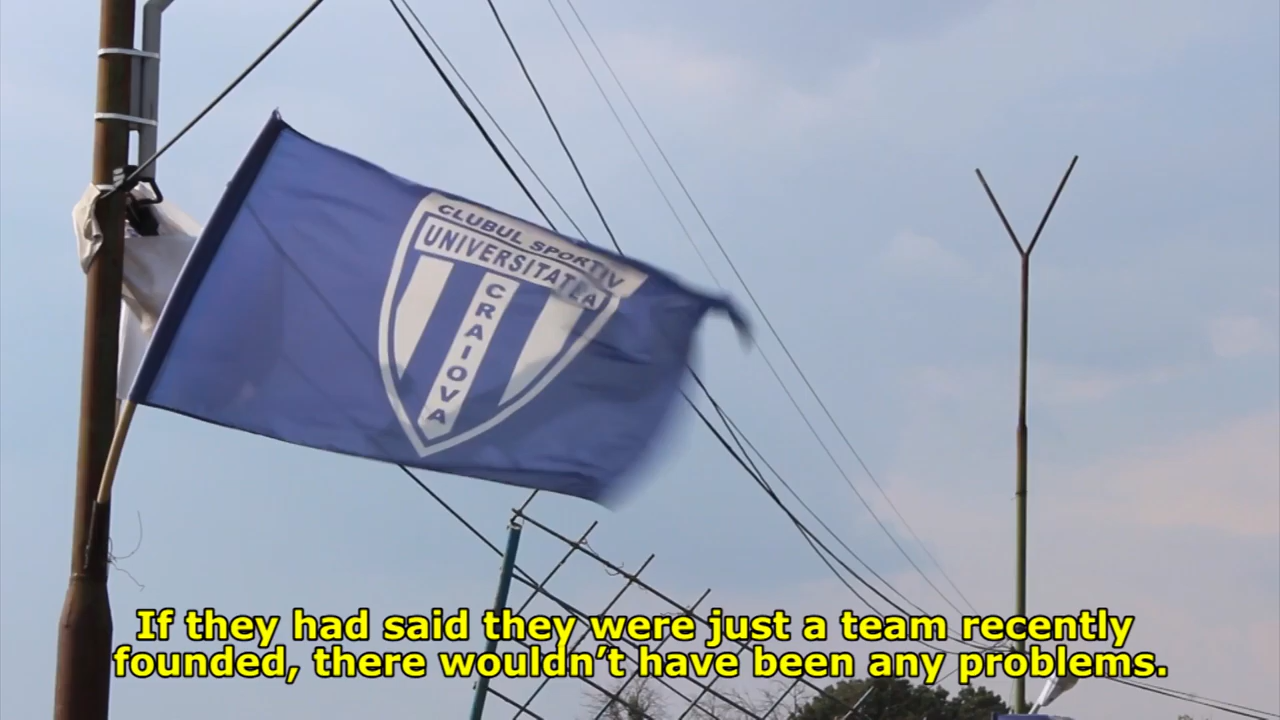 CLUBUL SPORTIV
UNIVERSITATEA
CRAIOVA
If they had said they were just a team recently
founded, there wouldn't have been any problems.